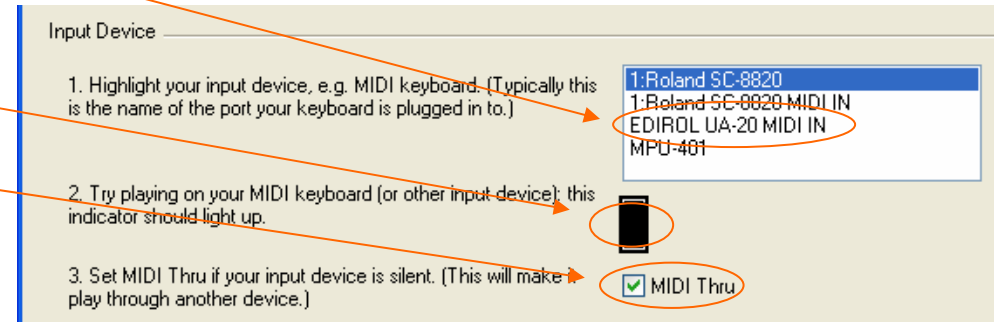 Input Device
1. Highlight your input device, e.g. MIDI keyboard. (Typically this
is the name of the port your keyboard is plugged in to.)
1:Roland SC-8820
1:Roland SC-8820 MIDI IN
EDIROL UA-20 MIDI IN
MPU-401
2. Try playing on your MIDI keyboard (or other input device); this
indicator should light up.
3. Set MIDI Thru if your input device is silent. (This will make it
play through another device.)
MIDI Thru